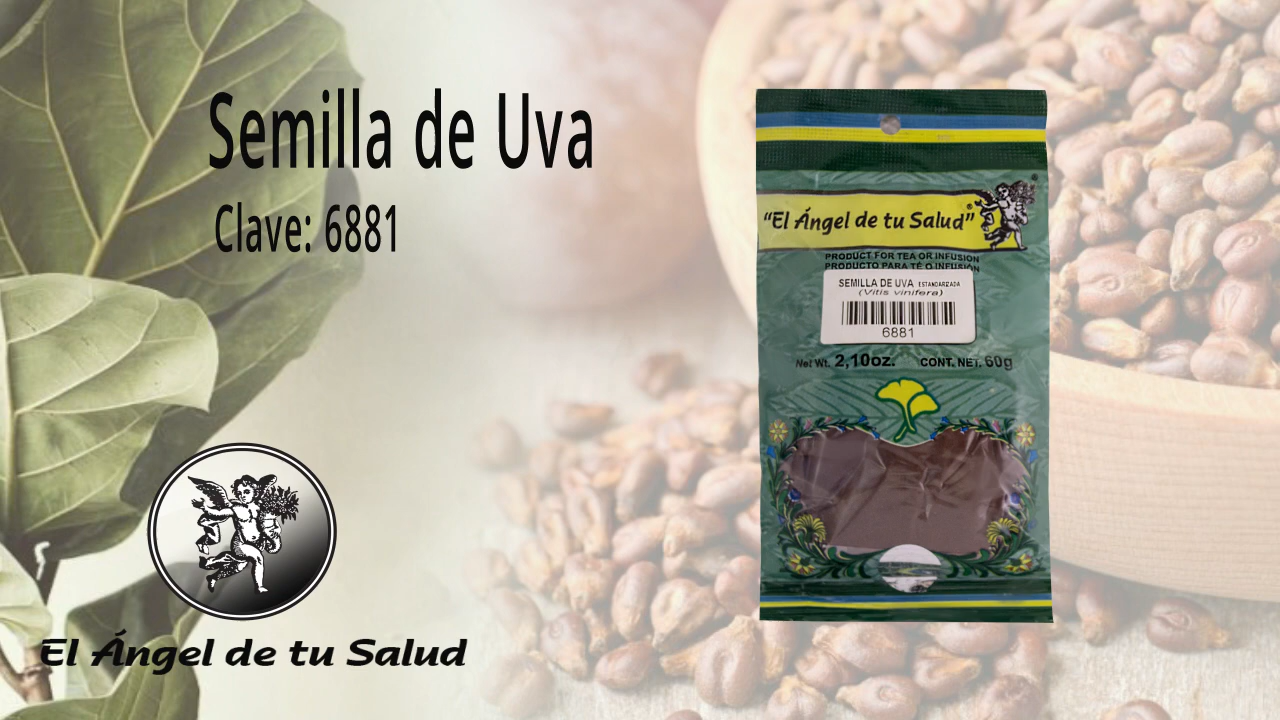 Semilla de Uva
Clave: 6881
"El Ángel de tu Salud"®
PRODUCT FOR TEA OR INFUSION
PRODUCTO PARA TÉ O INFUSIÓN
SEMILLA DE UVA ESTANDARIZADA
(Vitis vinifera)
6881
Net Wt. 2,10oz. CONT. NET. 60g
El Ángel de tu Salud